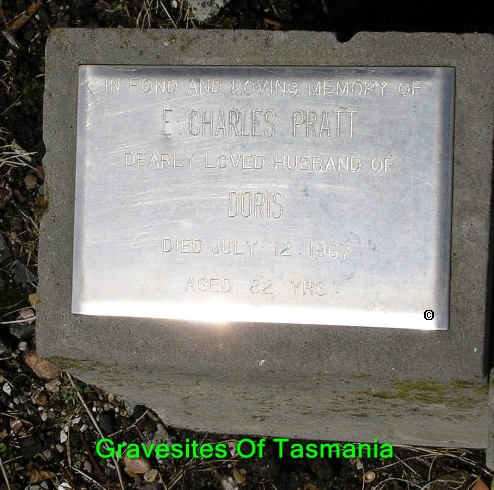 IN FOND AND LOVING MEMORY OF
E. CHARLES PRATT
DEARLY LOVED HUSBAND OF
DORIS
DIED JULY 12. 1967
AGED 82 YRS.
©
Gravesites Of Tasmania